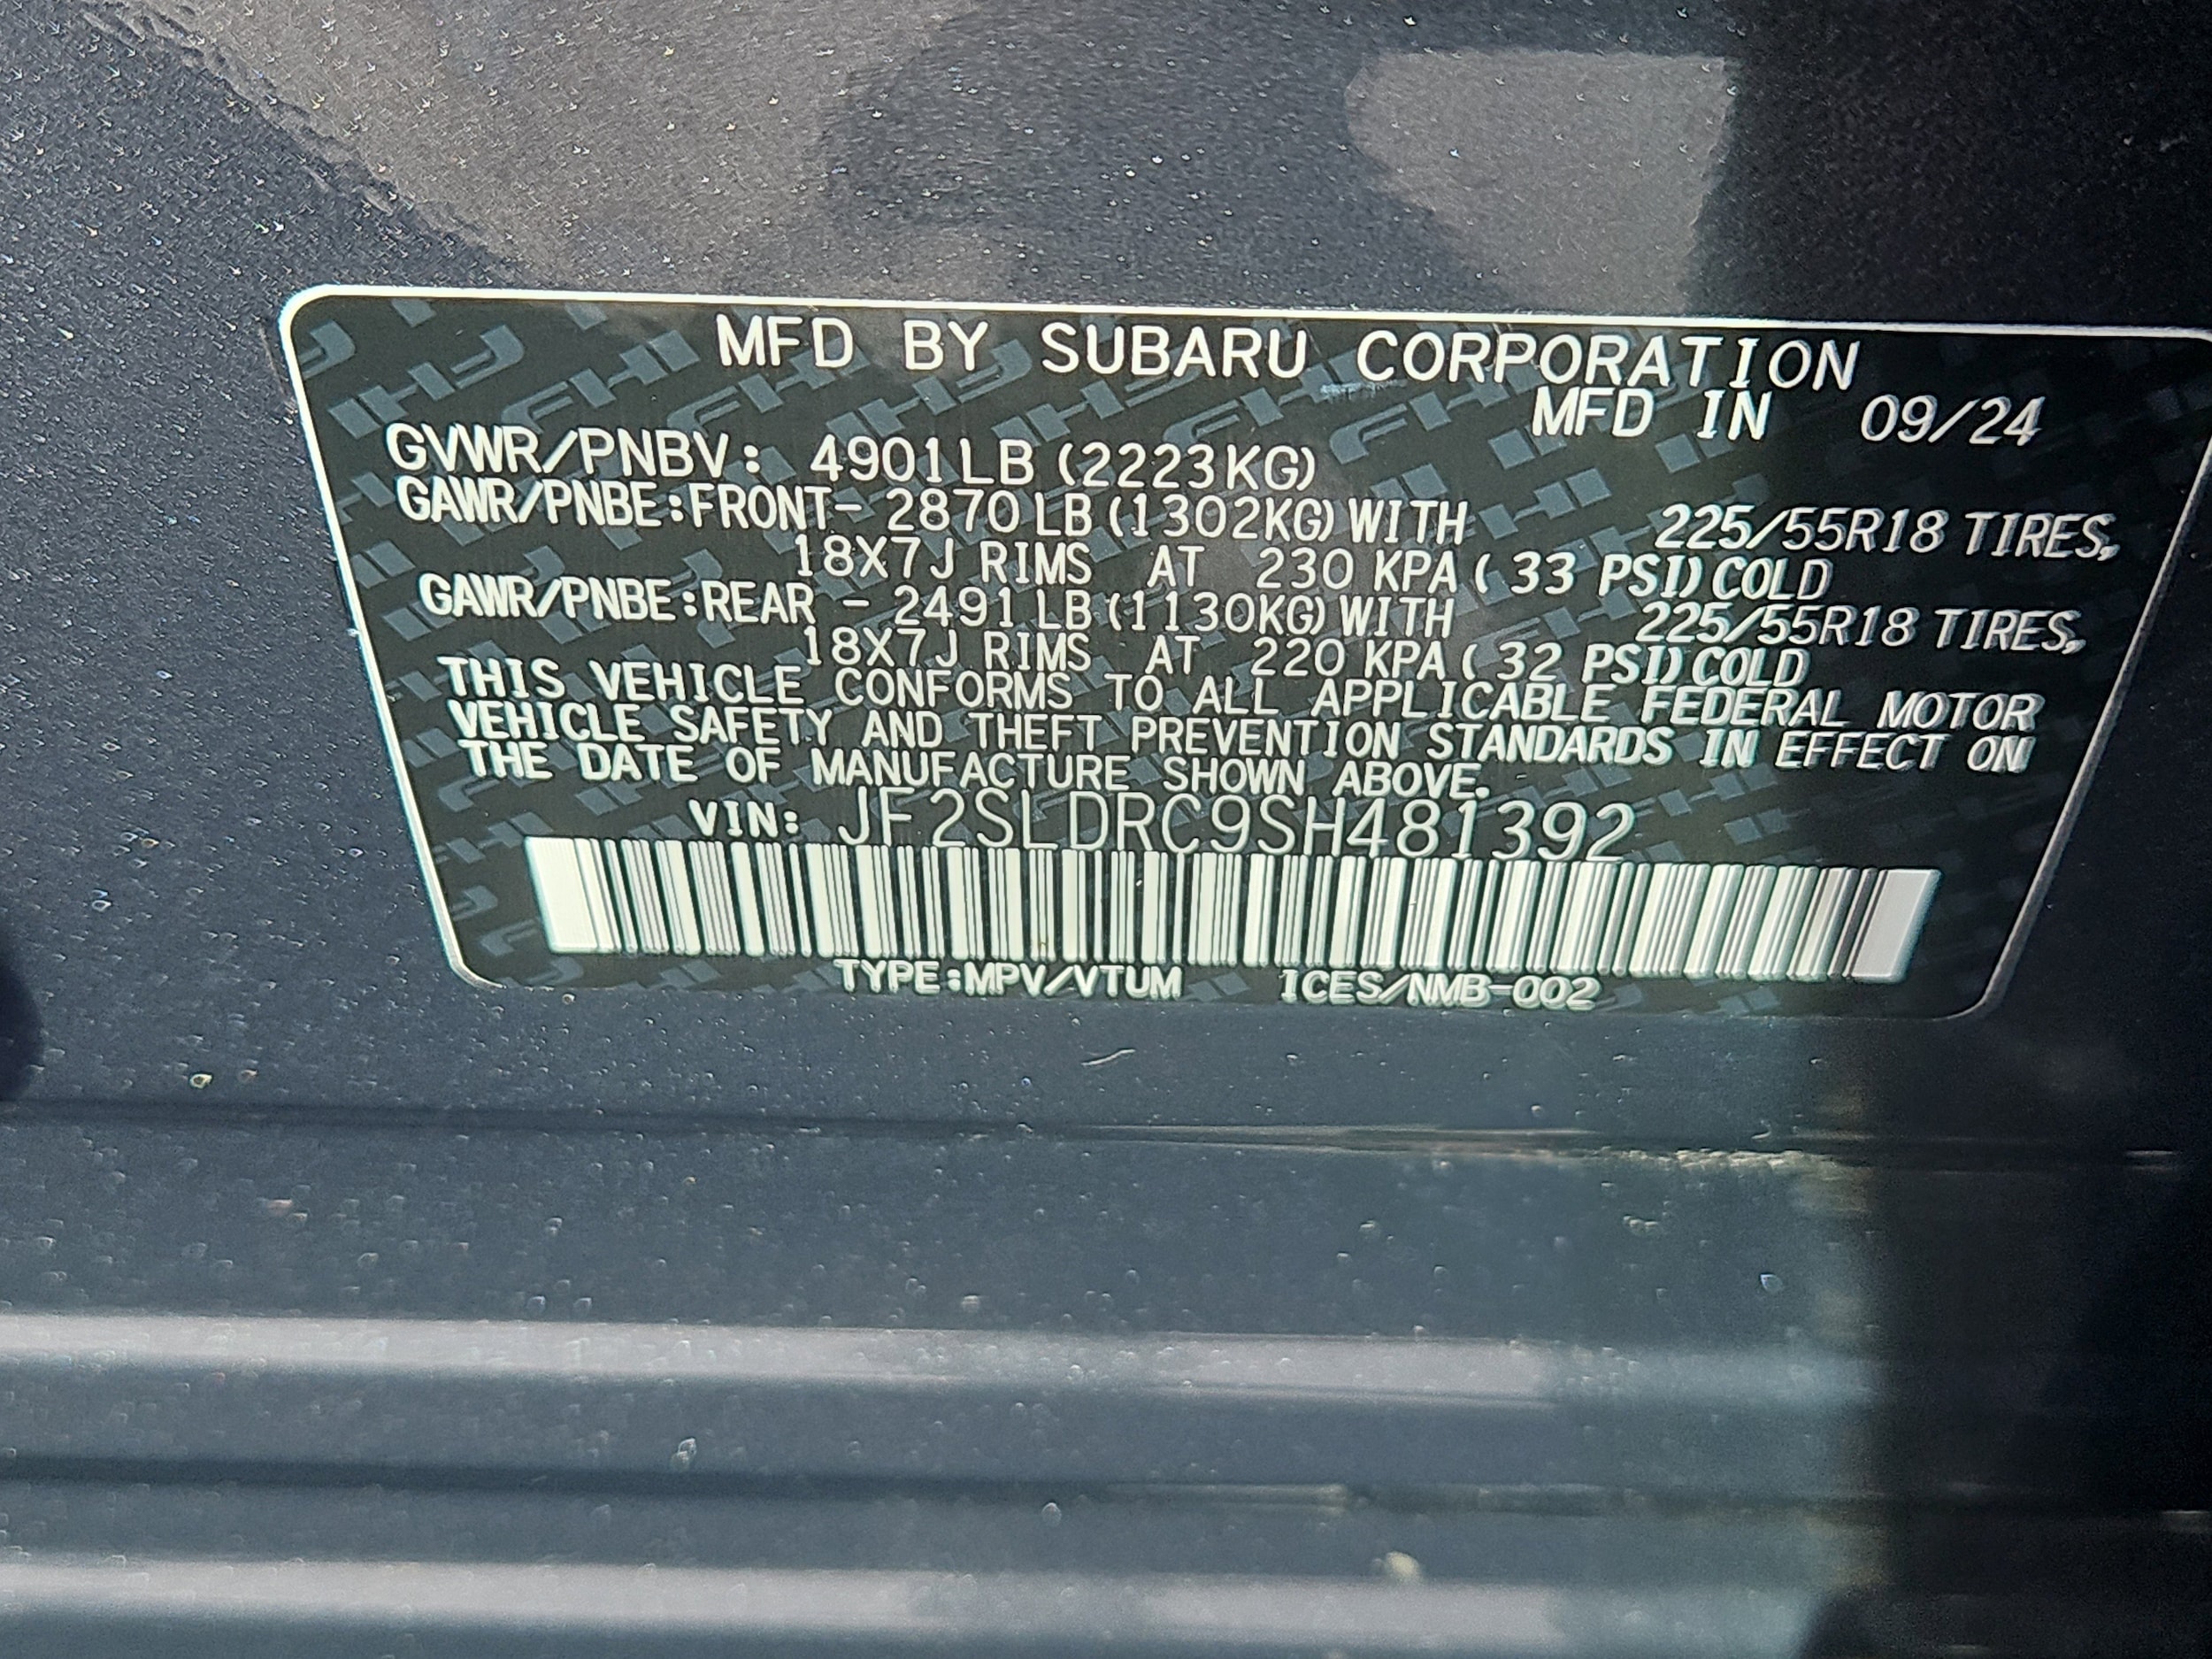 MFD BY SUBARU CORPORATION
MFD IN 09/24
GVWR/PNBV: 4901LB (2223KG)
GAWR/PNBE:FRONT- 2870LB(1302KG)WITH 225/55R18 TIRES,
18X7J RIMS AT 230 KPA( 33 PSI)COLD
GAWR/PNBE:REAR - 2491LB(1130KG)WITH 225/55R18 TIRES,
18X7J RIMS AT 220 KPA( 32 PSI)COLD
THIS VEHICLE CONFORMS TO ALL APPLICABLE FEDERAL MOTOR
VEHICLE SAFETY AND THEFT PREVENTION STANDARDS IN EFFECT ON
THE DATE OF MANUFACTURE SHOWN ABOVE.
VIN: JF2SLDRC9SH481392
TYPE:MPV/VTUM ICES/NMB-002